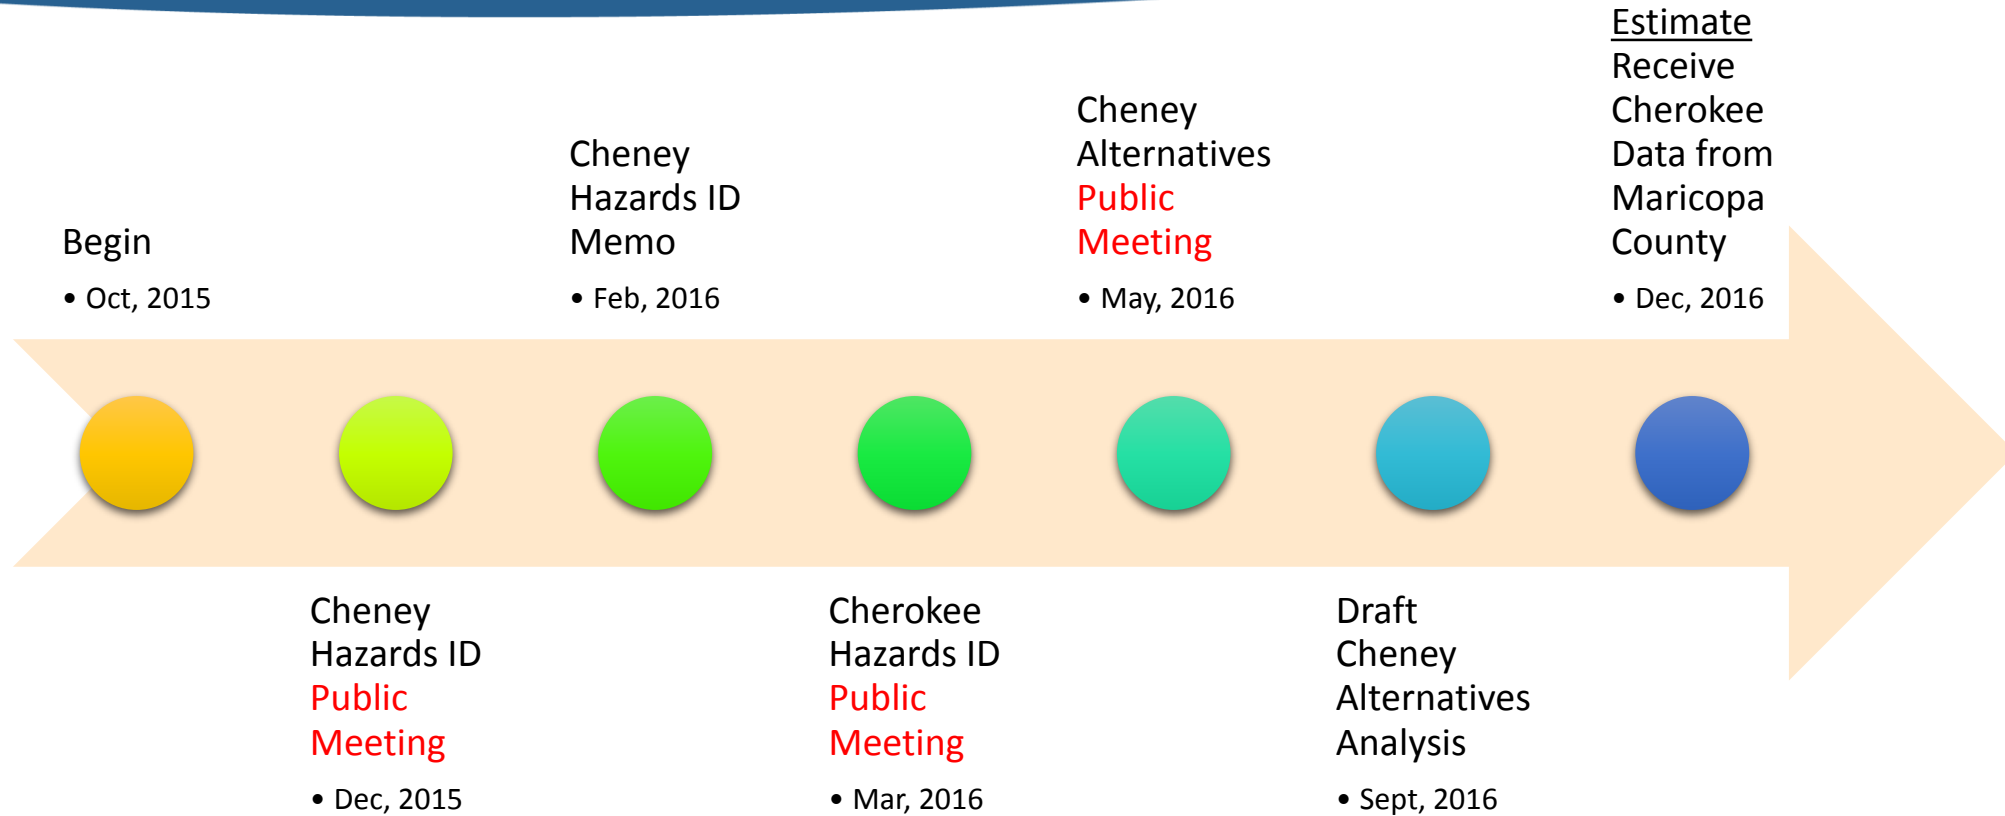 Begin
• Oct, 2015
Cheney
Hazards ID
Public
Meeting
• Dec, 2015
Cheney
Hazards ID
Memo
• Feb, 2016
Cherokee
Hazards ID
Public
Meeting
• Mar, 2016
Cheney
Alternatives
Public
Meeting
• May, 2016
Draft
Cheney
Alternatives
Analysis
• Sept, 2016
Estimate
Receive
Cherokee
Data from
Maricopa
County
• Dec, 2016